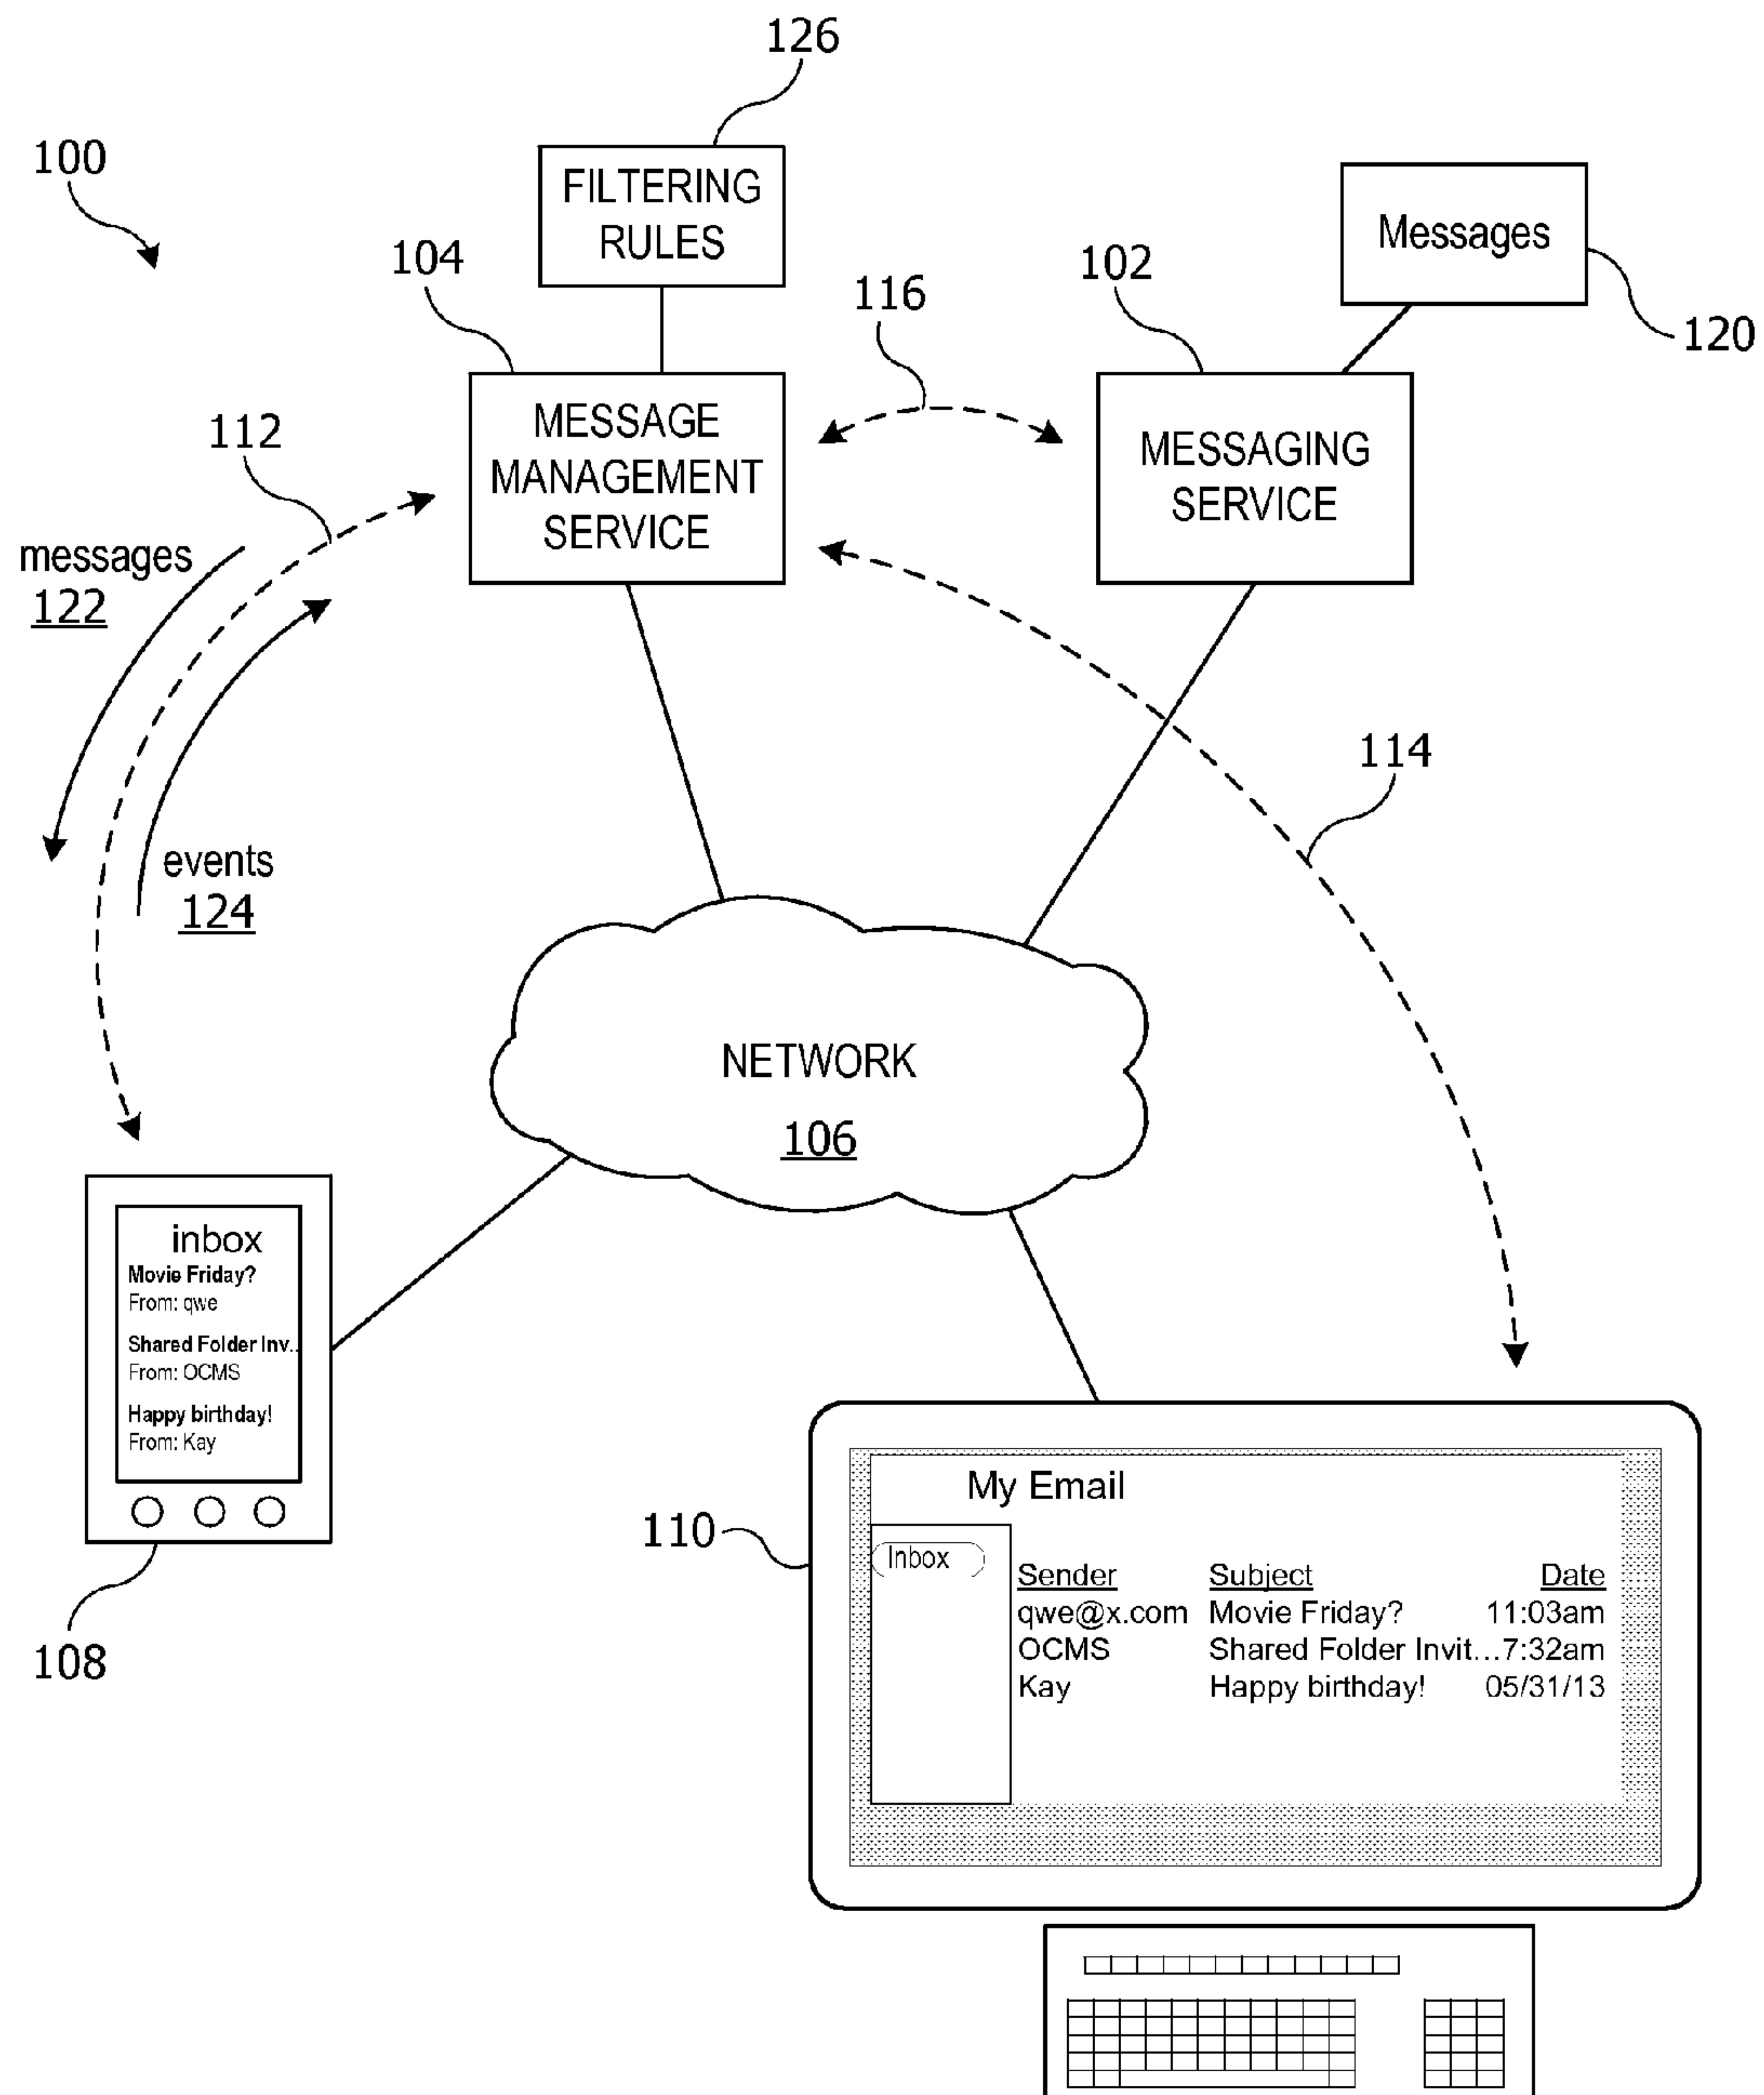 126
100
FILTERING
RULES
Messages
104
102
116
120
112
MESSAGE
MANAGEMENT
SERVICE
MESSAGING
SERVICE
messages
122
114
events
124
NETWORK
106
inbox
Movie Friday?
From: qwe
Shared Folder Inv..
From: OCMS
Happy birthday!
From: Kay
108
110
My Email
Inbox
Sender Subject Date
qwe@x.com Movie Friday? 11:03am
OCMS Shared Folder Invit...7:32am
Kay Happy birthday! 05/31/13